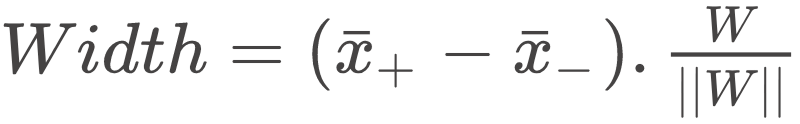 Width = (x̄₊ − x̄₋). W/||W||